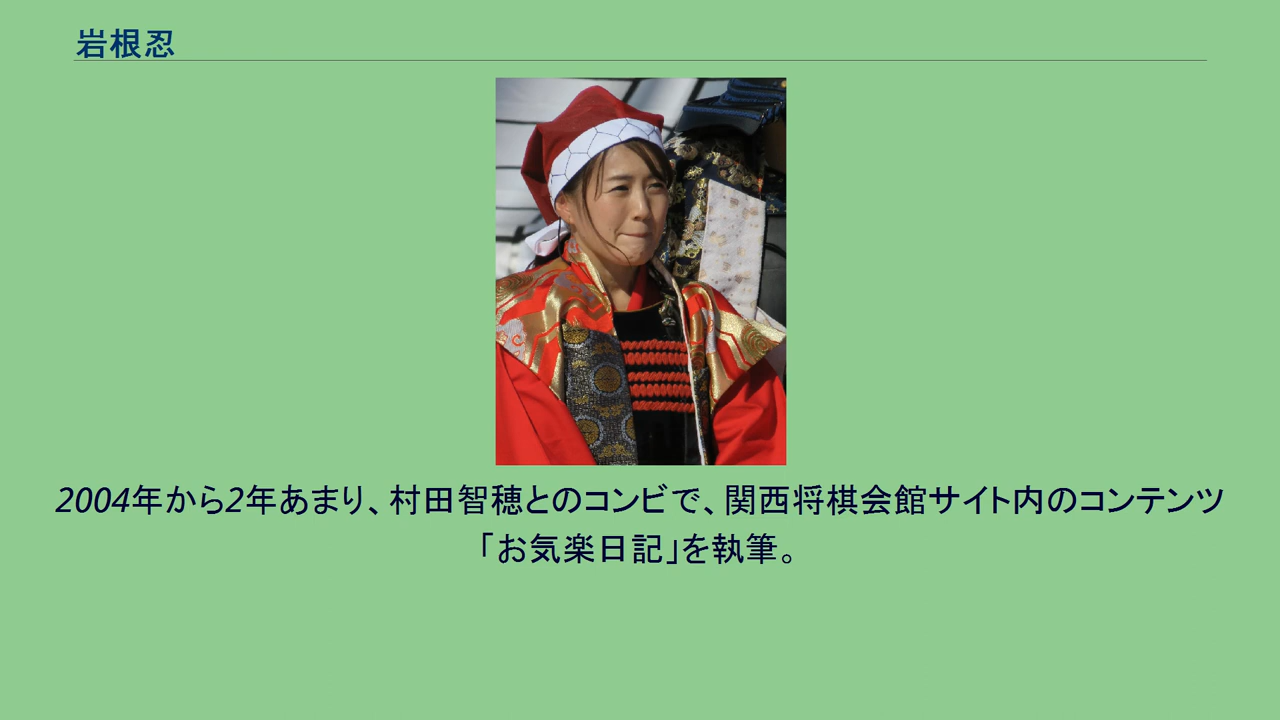 岩根忍
2004年から2年あまり、村田智穂とのコンビで、関西将棋会館サイト内のコンテンツ
「お気楽日記」を執筆。